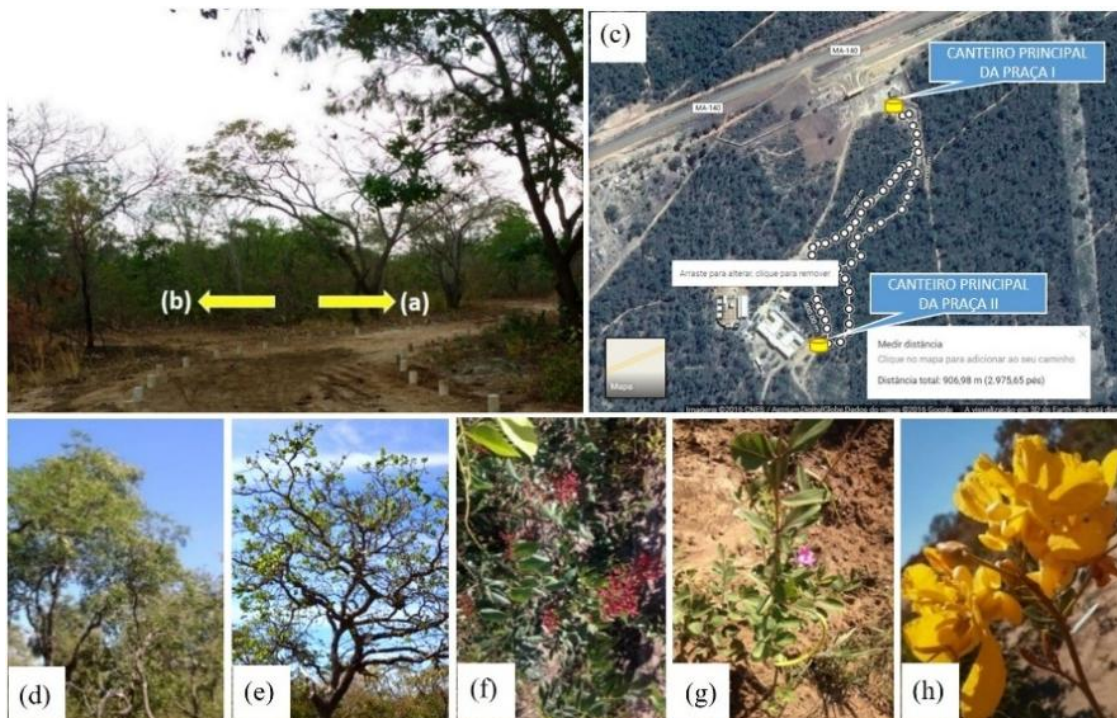 (b)
(a)
(c)
MA-140
MA-140
CANTEIRO PRINCIPAL
DA PRAÇA I
Arraste para alterar, clique para remover
CANTEIRO PRINCIPAL
DA PRAÇA II
Medir distância
Clique no mapa para adicionar ao seu caminho
Distância total: 906,98 m (2.975,65 pés)
Mapa
(d)
(e)
(f)
(g)
(h)